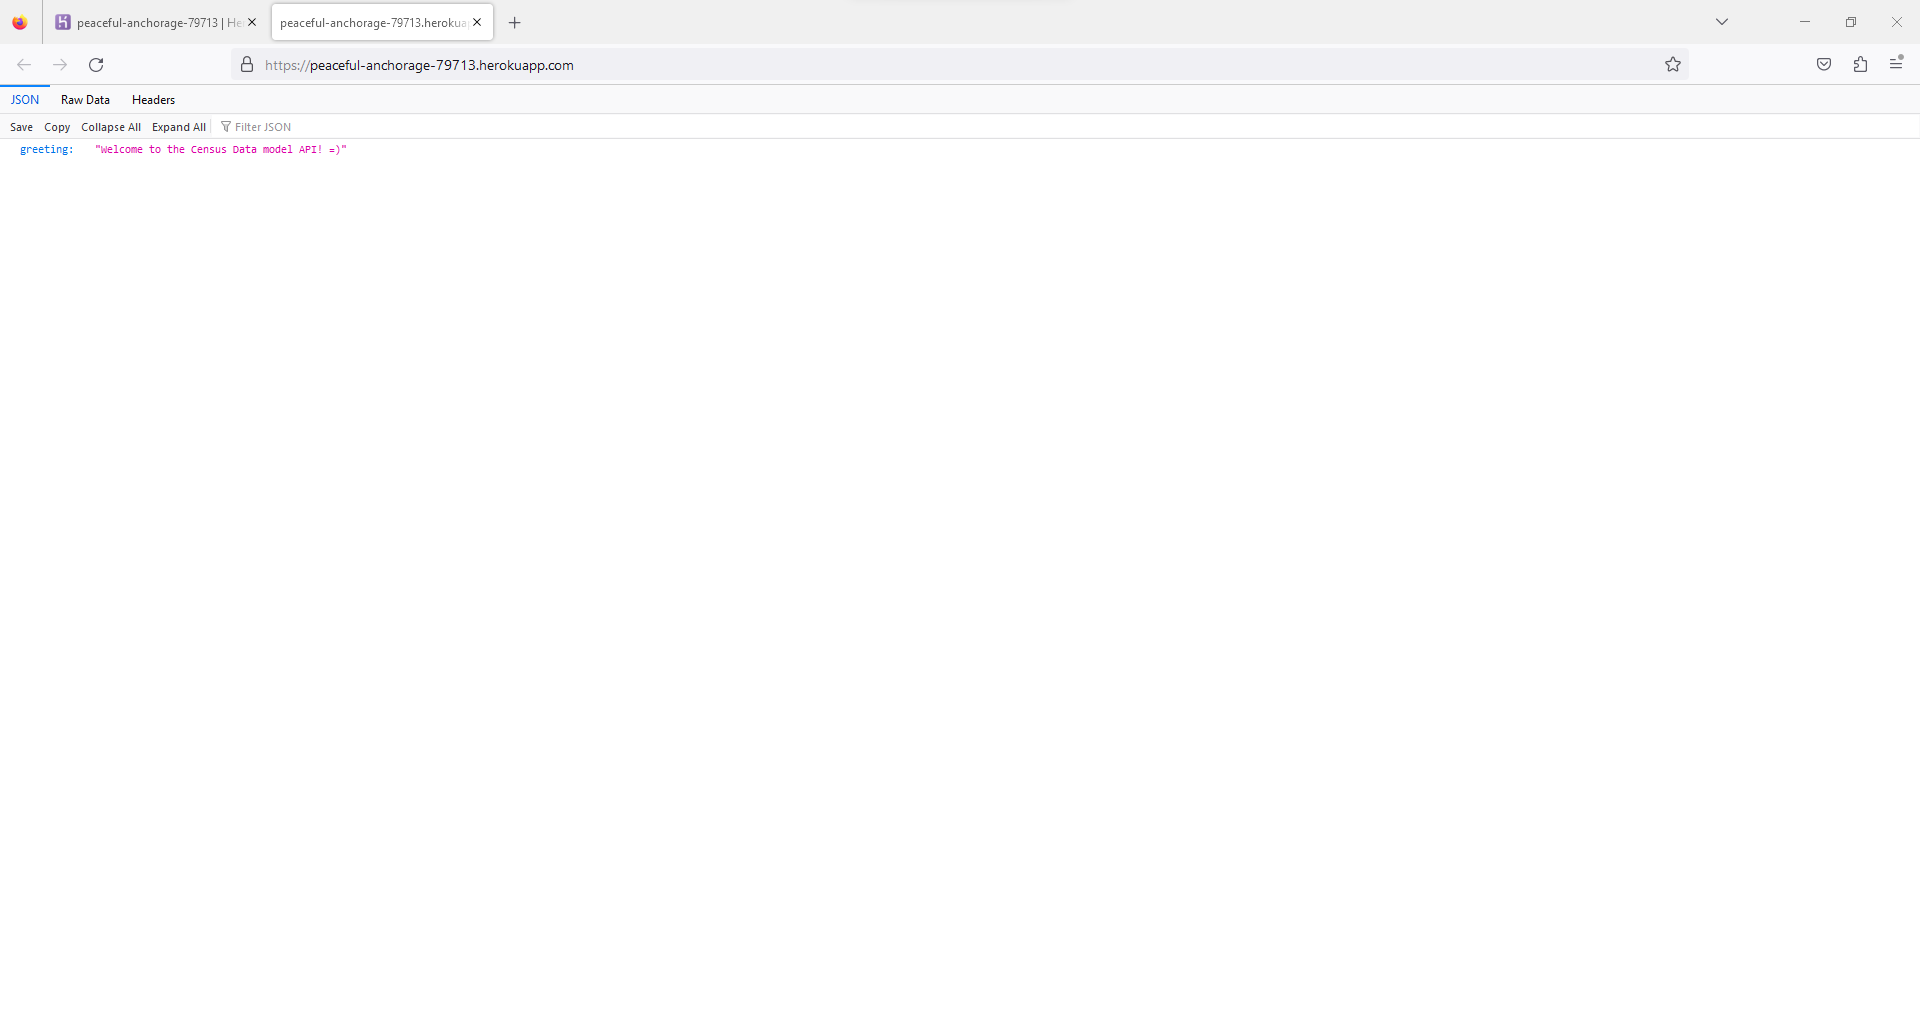 peaceful-anchorage-79713 | He
peaceful-anchorage-79713.herokua
https://peaceful-anchorage-79713.herokuapp.com
JSON Raw Data Headers
Save Copy Collapse All Expand All Filter JSON
greeting: "Welcome to the Census Data model API! =)"